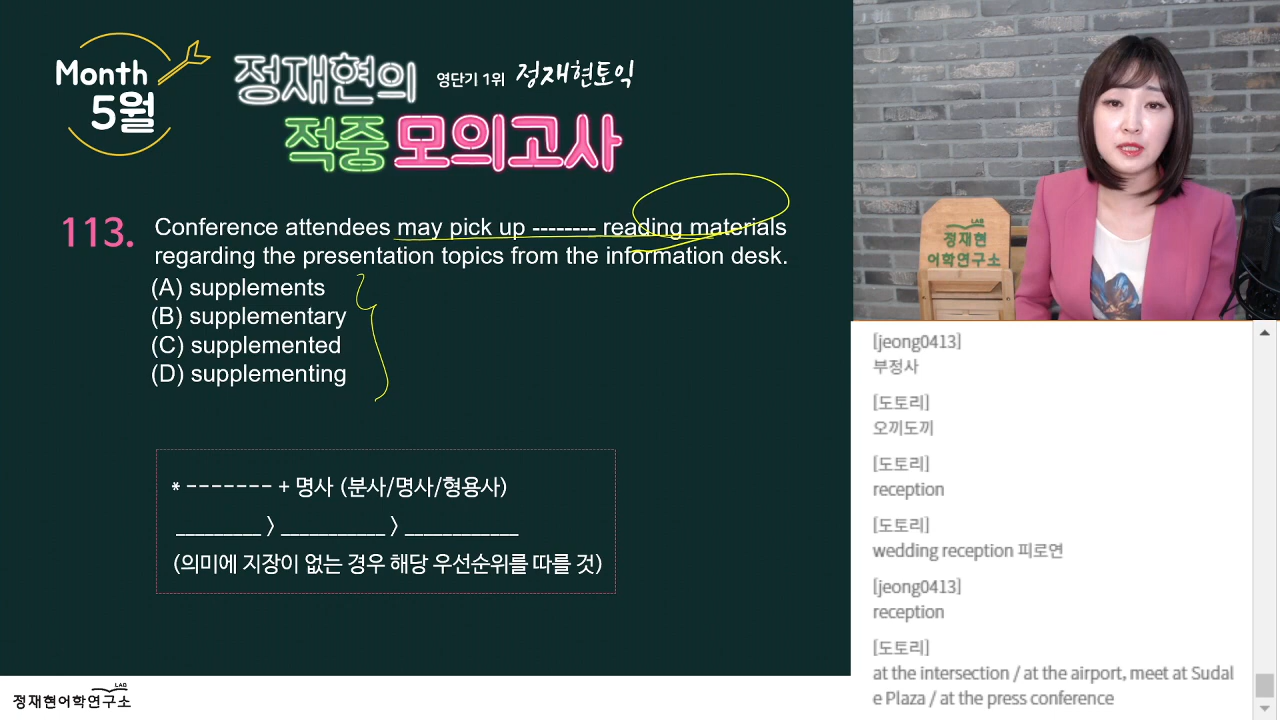 Month
5월
정재현의
영단기 1위 정재현토익
적중 모의고사
113. Conference attendees may pick up -------- reading materials
regarding the presentation topics from the information desk.
(A) supplements
(B) supplementary
(C) supplemented
(D) supplementing
* ------- + 명사 (분사/명사/형용사)
_________ 〉 ___________ 〉 ____________
(의미에 지장이 없는 경우 해당 우선순위를 따를 것)
LAB
정재현어학연구소
LAB
정재현
어학연구소
[jeong0413]
부정사
[도토리]
오끼도끼
[도토리]
reception
[도토리]
wedding reception 피로연
[jeong0413]
reception
[도토리]
at the intersection / at the airport, meet at Sudal
e Plaza / at the press conference